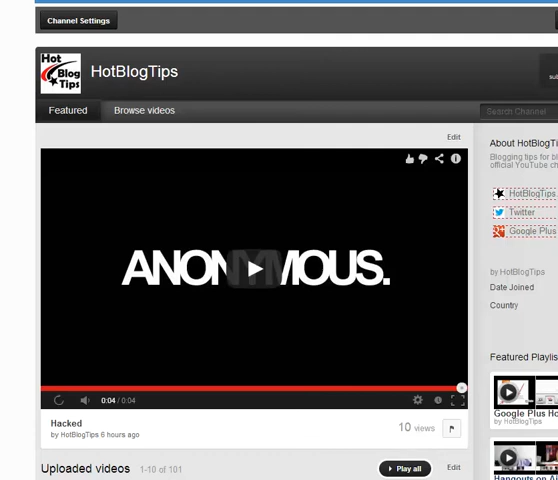 Channel Settings
Hot
Blog
Tips
HotBlogTips
Featured
Browse videos
Search Channel
Edit
ANONYMOUS.
0:04 / 0:04
Hacked
by HotBlogTips 6 hours ago
10 views
Uploaded videos
1-10 of 101
Play all
Edit
About HotBlogTi
Blogging tips for bl
official YouTube ch
HotBlogTips
Twitter
Google Plus
by HotBlogTips
Date Joined
Country
Featured Playlis
Google Plus Ho
by HotBlogTips
Hangouts on Ai